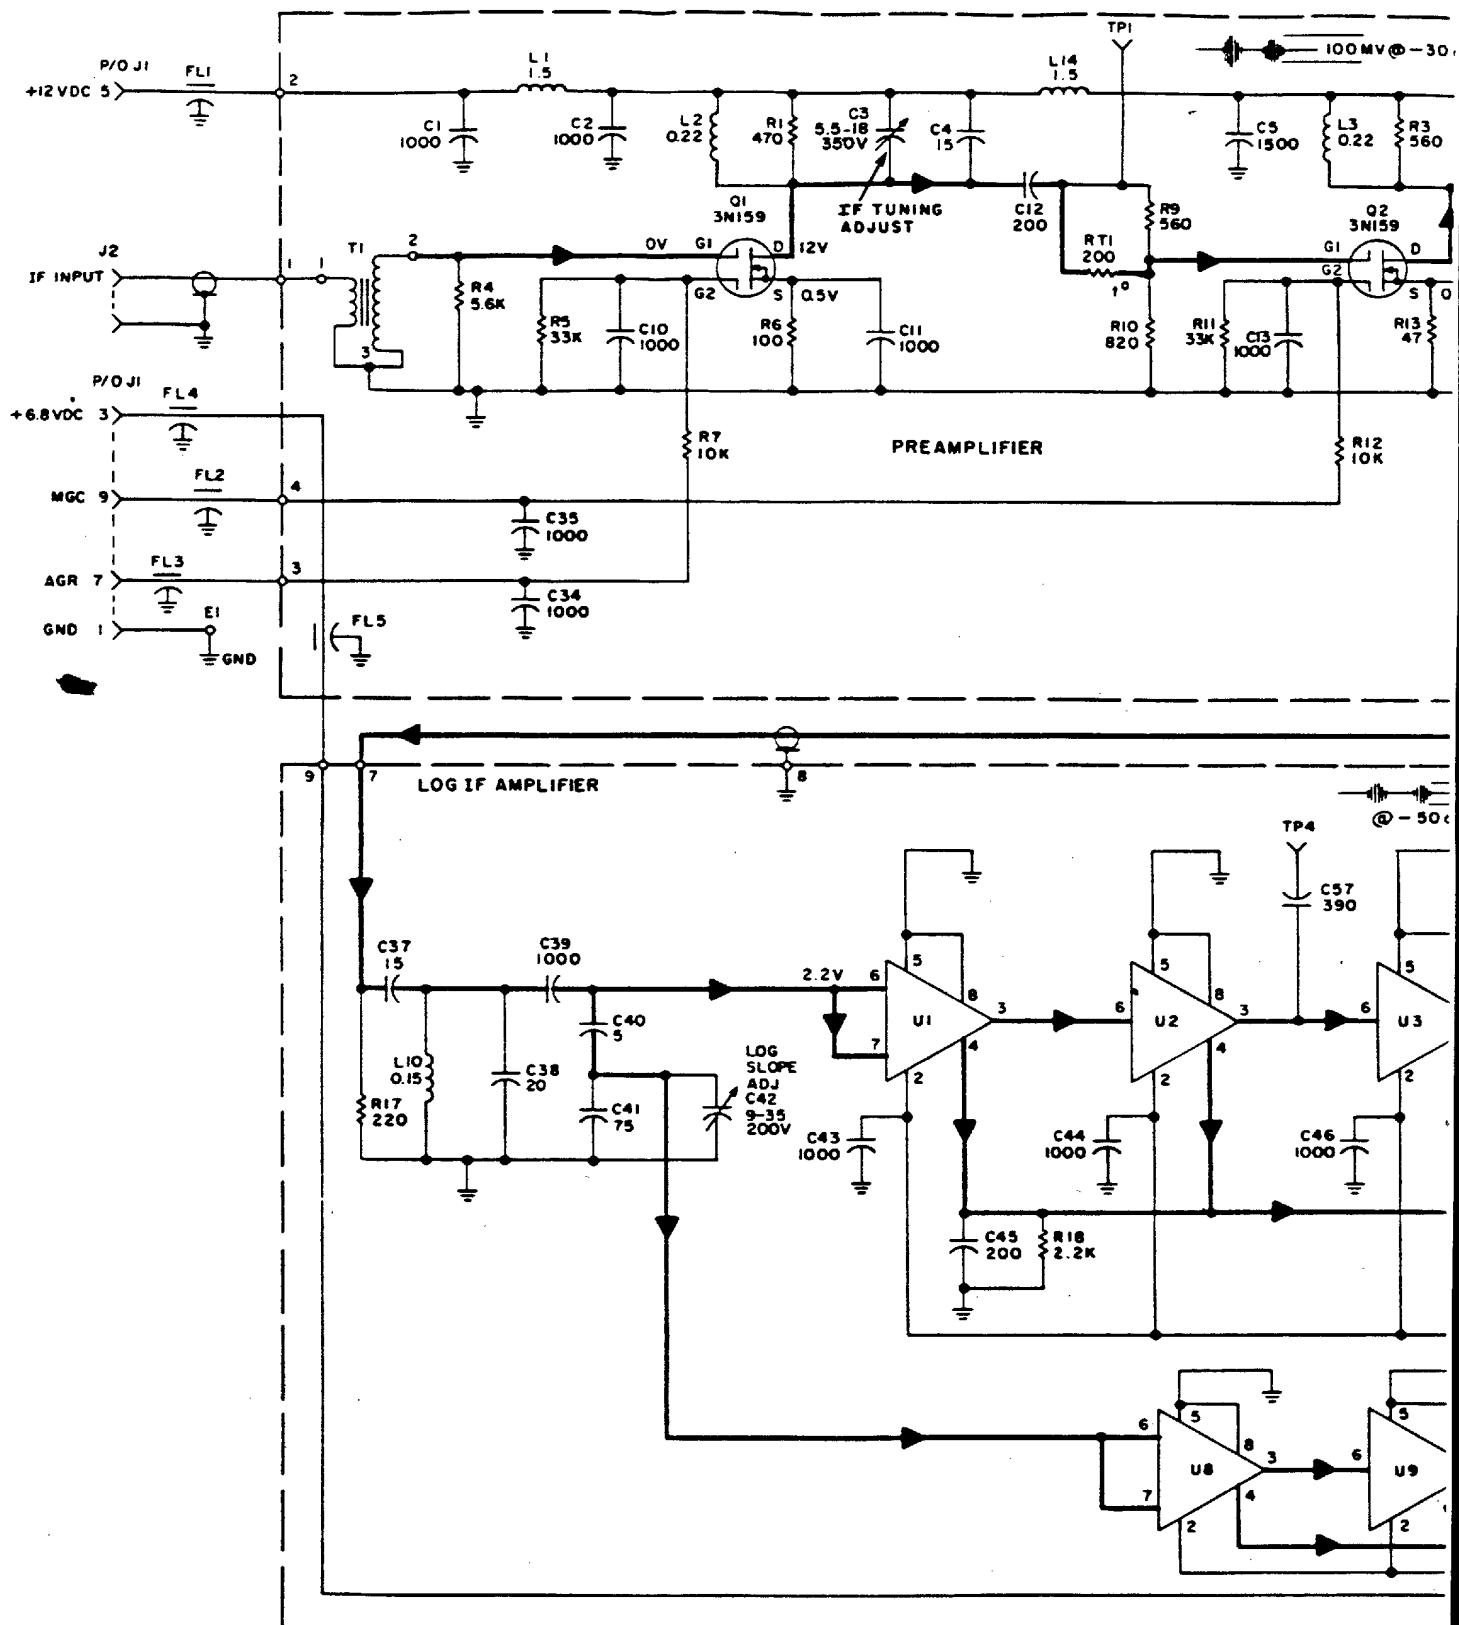 TP1
100MV@-30
P/O J1
FL1
+12VDC 5
2
L1
1.5
L14
1.5
C1
1000
C2
1000
L2
0.22
R1
470
C3
5.5-18
350V
C4
15
C5
1500
L3
0.22
R3
560
IF TUNING
ADJUST
C12
200
R9
560
RT1
200
t°
Q1
3N159
Q2
3N159
J2
IF INPUT
1
1
T1
2
3
0V
G1
D
12V
G2
S
0.5V
G1
D
G2
S
0
R4
5.6K
R5
33K
C10
1000
R6
100
C11
1000
R10
820
R11
33K
C13
1000
R13
47
P/O J1
+6.8VDC 3
FL4
R7
10K
PREAMPLIFIER
R12
10K
MGC 9
FL2
4
C35
1000
AGR 7
FL3
3
C34
1000
GND 1
E1
GND
FL5
9
7
8
LOG IF AMPLIFIER
@-50
TP4
C57
390
C37
15
C39
1000
2.2V
6
5
8
U1
3
7
4
2
6
5
8
U2
3
4
2
6
5
U3
2
C40
5
L10
0.15
C38
20
R17
220
C41
75
LOG
SLOPE
ADJ
C42
9-35
200V
C43
1000
C44
1000
C46
1000
C45
200
R18
2.2K
6
5
8
U8
3
7
4
2
6
5
U9
2